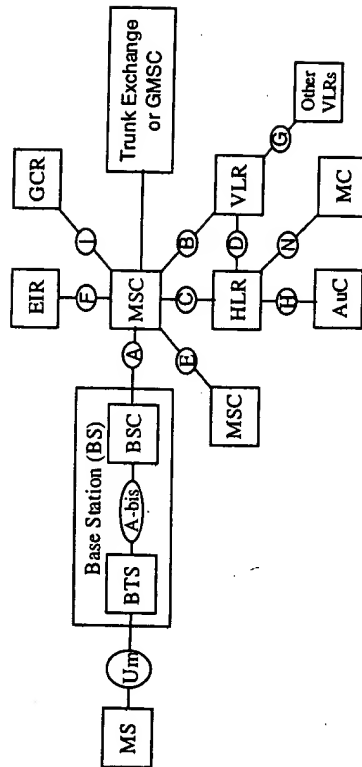 MS
Um
Base Station (BS)
BTS
A-bis
BSC
A
EIR
F
GCR
I
MSC
Trunk Exchange
or GMSC
E
MSC
C
B
HLR
D
VLR
G
Other
VLRs
H
N
AuC
MC